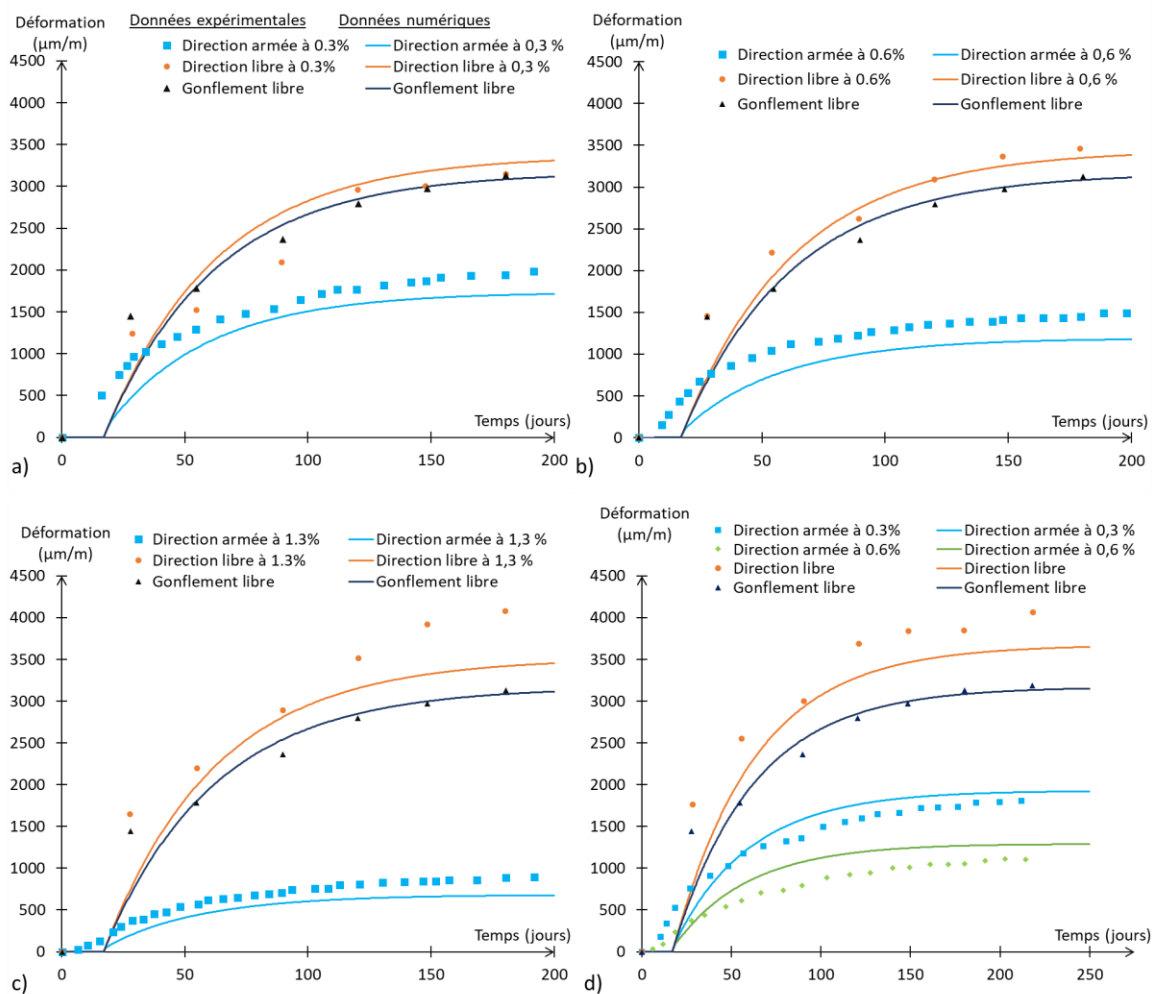 Déformation
(µm/m)
Données expérimentales
Données numériques
Direction armée à 0.3%
Direction armée à 0,3 %
Direction libre à 0.3%
Direction libre à 0,3 %
Gonflement libre
Gonflement libre
4500
4000
3500
3000
2500
2000
1500
1000
500
0
Temps (jours)
0 50 100 150 200
a)
Déformation
(µm/m)
Direction armée à 0.6%
Direction armée à 0,6 %
Direction libre à 0.6%
Direction libre à 0,6 %
Gonflement libre
Gonflement libre
4500
4000
3500
3000
2500
2000
1500
1000
500
0
Temps (jours)
0 50 100 150 200
b)
Déformation
(µm/m)
Direction armée à 1.3%
Direction armée à 1,3 %
Direction libre à 1.3%
Direction libre à 1,3 %
Gonflement libre
Gonflement libre
4500
4000
3500
3000
2500
2000
1500
1000
500
0
Temps (jours)
0 50 100 150 200
c)
Déformation
(µm/m)
Direction armée à 0.3%
Direction armée à 0,3 %
Direction armée à 0.6%
Direction armée à 0,6 %
Direction libre
Direction libre
Gonflement libre
Gonflement libre
4500
4000
3500
3000
2500
2000
1500
1000
500
0
Temps (jours)
0 50 100 150 200 250
d)